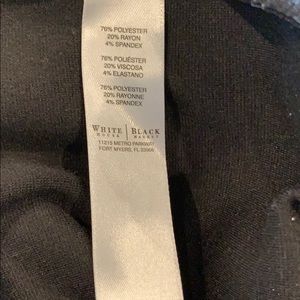 76% POLYESTER
20% RAYON
4% SPANDEX
76% POLIÉSTER
20% VISCOSA
4% ELASTANO
76% POLYESTER
20% RAYONNE
4% SPANDEX
WHITE | BLACK
HOUSE MARKET
11215 METRO PARKWAY
FORT MYERS, FL 33966